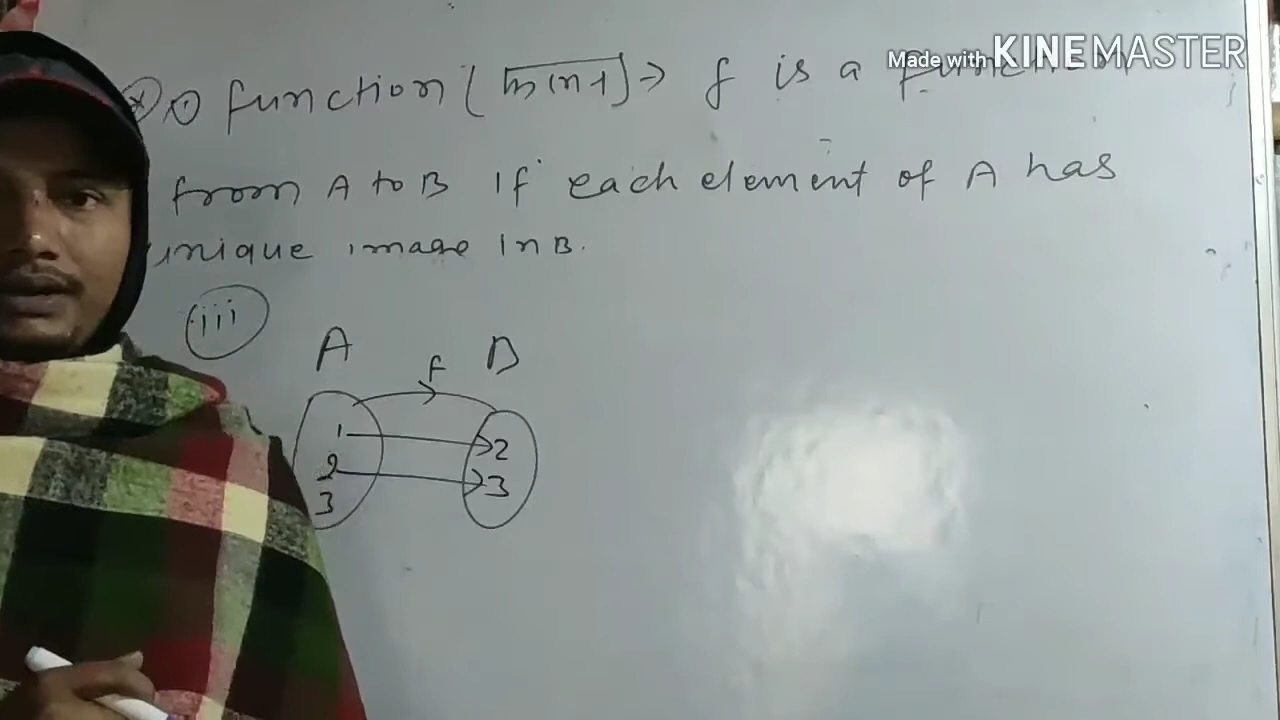 Made with KINEMASTER
① function ( → f is a function
from A to B If each element of A has
unique image In B.
iii
A f B
1 2
2 3
3